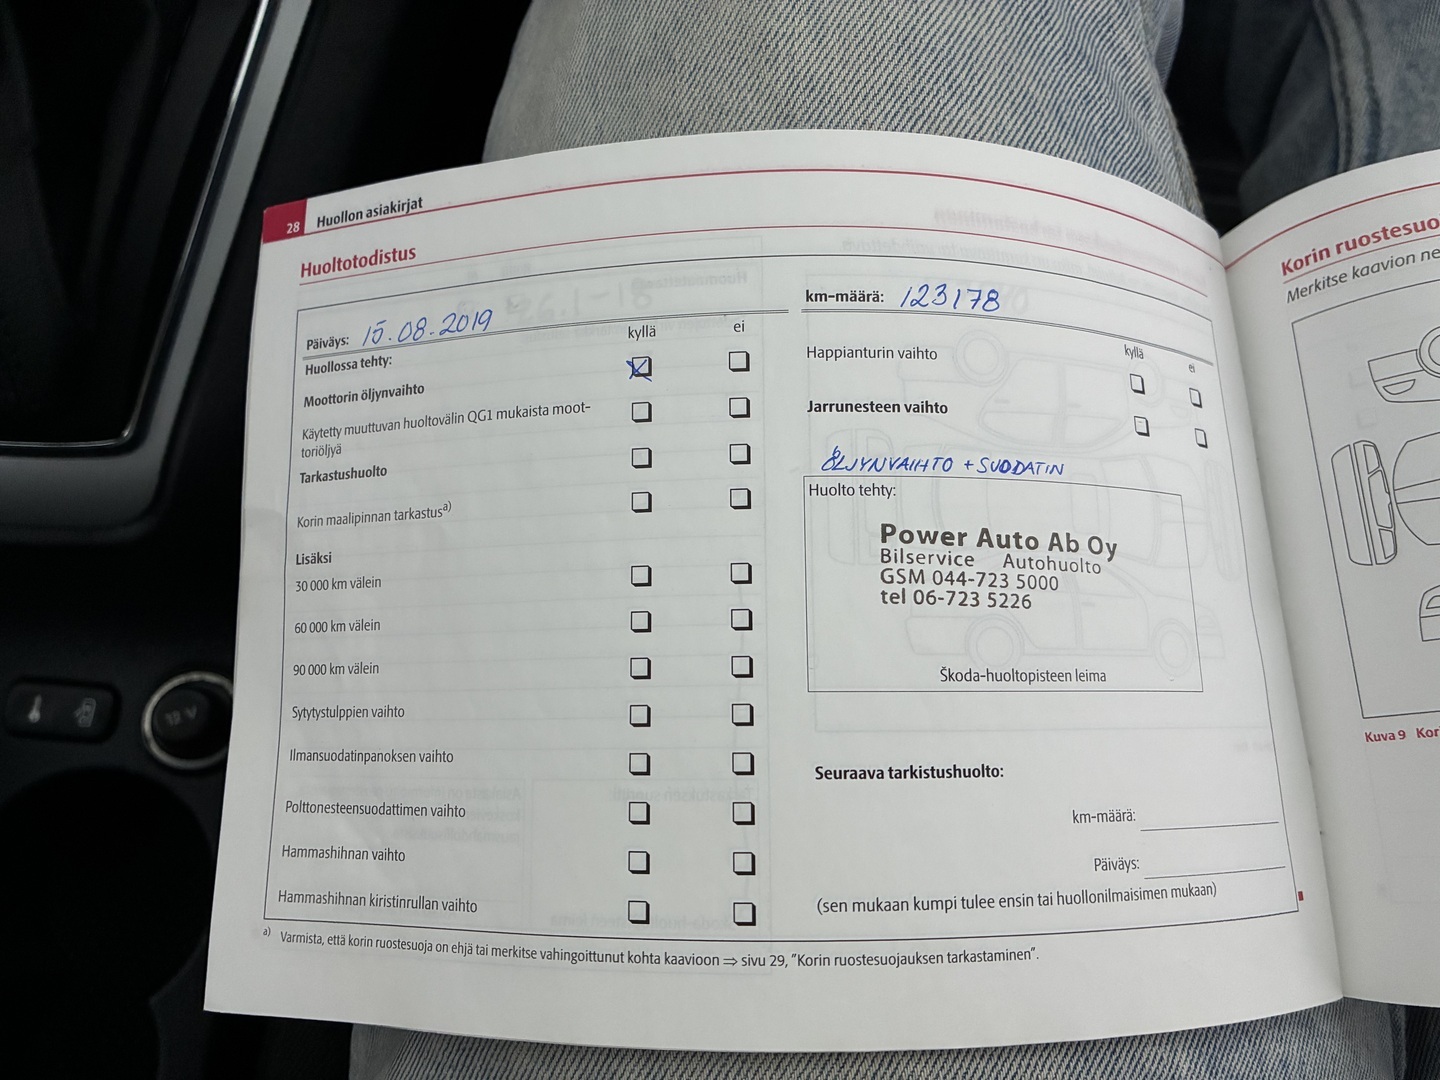 28 Huollon asiakirjat
Huoltotodistus
Päiväys: 15.08.2019
Huollossa tehty:
kyllä ei
Moottorin öljynvaihto
Käytetty muuttuvan huoltovälin QG1 mukaista moot-
toriöljyä
Tarkastushuolto
Korin maalipinnan tarkastus a)
Lisäksi
30 000 km välein
60 000 km välein
90 000 km välein
Sytytystulppien vaihto
Ilmansuodatinpanoksen vaihto
Polttonesteensuodattimen vaihto
Hammashihnan vaihto
Hammashihnan kiristinrullan vaihto
km-määrä: 123178
kyllä ei
Happianturin vaihto
Jarrunesteen vaihto
ÖLJYNVAIHTO + SUODATIN
Huolto tehty:
Power Auto Ab Oy
Bilservice Autohuolto
GSM 044-723 5000
tel 06-723 5226
Škoda-huoltopisteen leima
Seuraava tarkistushuolto:
km-määrä:
Päiväys:
(sen mukaan kumpi tulee ensin tai huollonilmaisimen mukaan)
a) Varmista, että korin ruostesuoja on ehjä tai merkitse vahingoittunut kohta kaavioon ⇒ sivu 29, "Korin ruostesuojauksen tarkastaminen".
Korin ruostesuo
Merkitse kaavion ne
Kuva 9 Kor
12 V